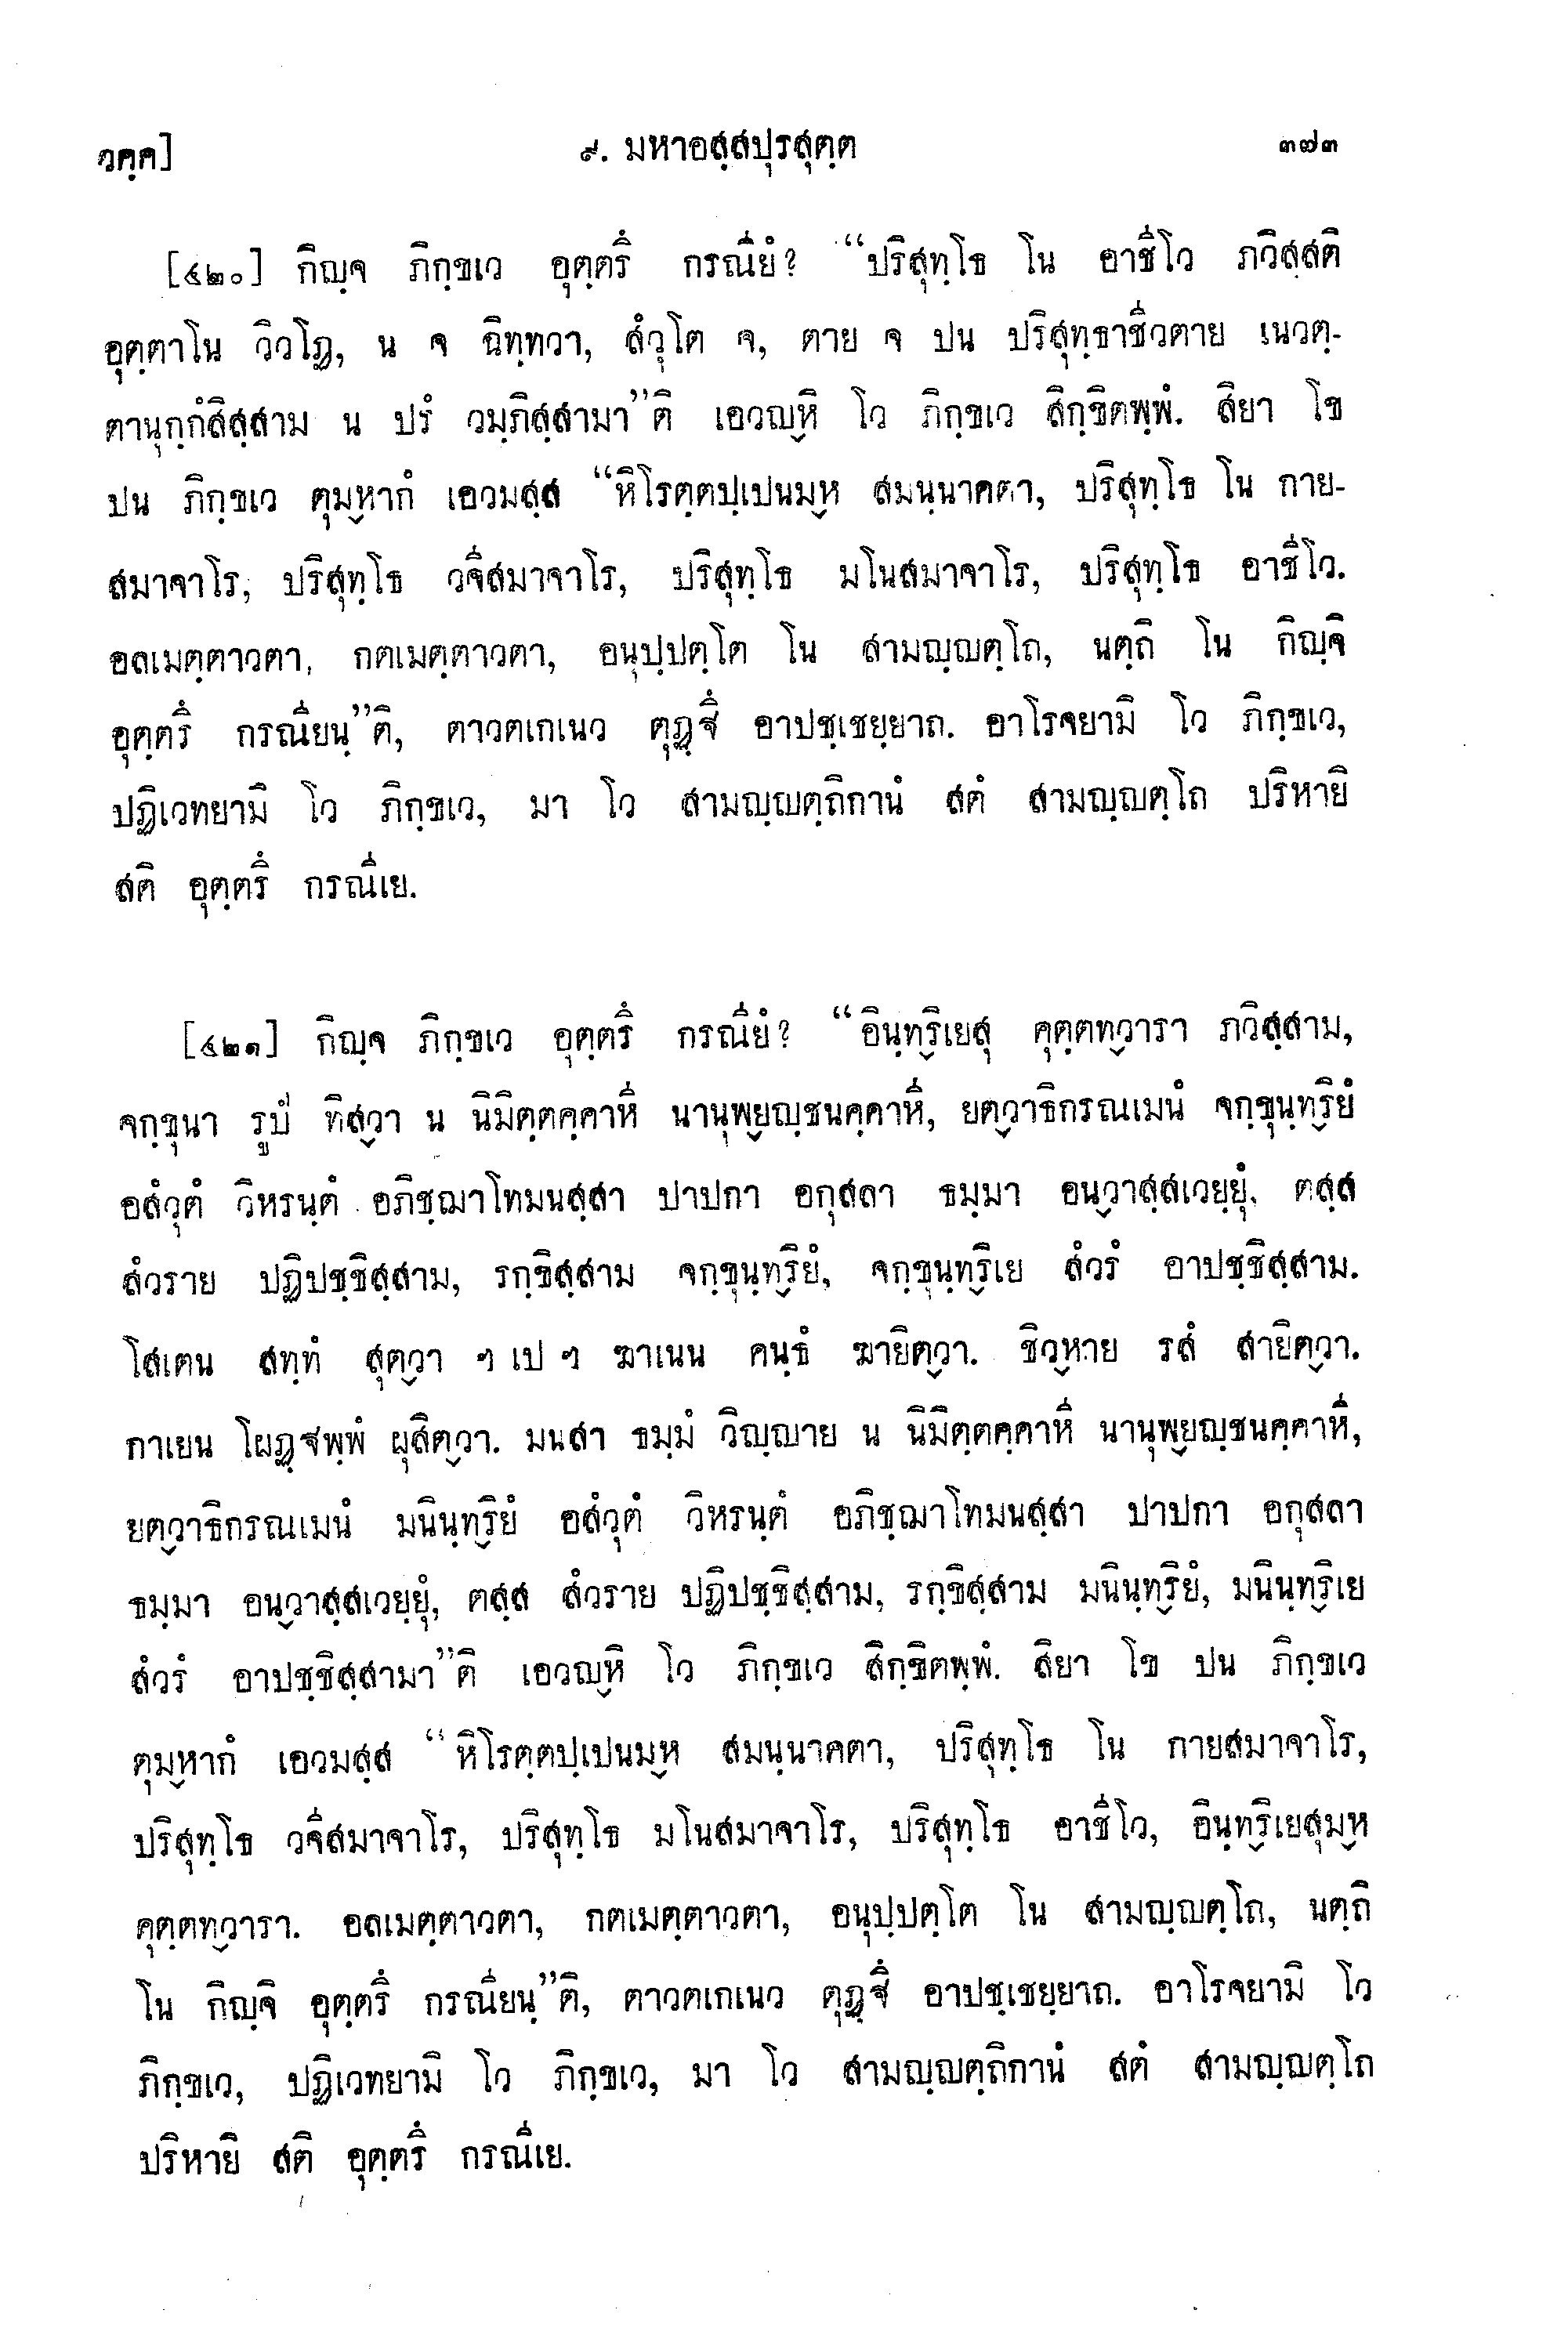 วคฺค]
๙. มหาอสฺสปุรสุตฺต
๓๗๓
[๔๒๐] กิญฺจ ภิกฺขเว อุตฺตรึ กรณียํ? “ปริสุทฺโธ โน อาชีโว ภวิสฺสติ
อุตฺตาโน วิวโฏ, น จ ฉิทฺทวา, สํวุโต จ, ตาย จ ปน ปริสุทฺธาชีวตาย เนวตฺ-
ตานุกฺกํสิสฺสาม น ปรํ วมฺภิสฺสามา”ติ เอวญฺหิ โว ภิกฺขเว สิกฺขิตพฺพํ. สิยา โข
ปน ภิกฺขเว ตุมฺหากํ เอวมสฺส “หิโรตฺตปฺเปนมฺห สมนฺนาคตา, ปริสุทฺโธ โน กาย-
สมาจาโร, ปริสุทฺโธ วจีสมาจาโร, ปริสุทฺโธ มโนสมาจาโร, ปริสุทฺโธ อาชีโว.
อลเมตฺตาวตา, กตเมตฺตาวตา, อนุปฺปตฺโต โน สามญฺญตฺโถ, นตฺถิ โน กิญฺจิ
อุตฺตรึ กรณียนฺ”ติ, ตาวตเกเนว ตุฏฺฐึ อาปชฺเชยฺยาถ. อาโรจยามิ โว ภิกฺขเว,
ปฏิเวทยามิ โว ภิกฺขเว, มา โว สามญฺญตฺถิกานํ สตํ สามญฺญตฺโถ ปริหายิ
สติ อุตฺตรึ กรณีเย.
[๔๒๑] กิญฺจ ภิกฺขเว อุตฺตรึ กรณียํ? “อินฺทฺริเยสุ คุตฺตทฺวารา ภวิสฺสาม,
จกฺขุนา รูปํ ทิสฺวา น นิมิตฺตคฺคาหี นานุพฺยญฺชนคฺคาหี, ยตฺวาธิกรณเมนํ จกฺขุนฺทฺริยํ
อสํวุตํ วิหรนฺตํ อภิชฺฌาโทมนสฺสา ปาปกา อกุสลา ธมฺมา อนฺวาสฺสเวยฺยุํ, ตสฺส
สํวราย ปฏิปชฺชิสฺสาม, รกฺขิสฺสาม จกฺขุนฺทฺริยํ, จกฺขุนฺทฺริเย สํวรํ อาปชฺชิสฺสาม.
โสเตน สทฺทํ สุตฺวา ฯ เป ฯ ฆาเนน คนฺธํ ฆายิตฺวา. ชิวฺหาย รสํ สายิตฺวา.
กาเยน โผฏฺฐพฺพํ ผุสิตฺวา. มนสา ธมฺมํ วิญฺญาย น นิมิตฺตคฺคาหี นานุพฺยญฺชนคฺคาหี,
ยตฺวาธิกรณเมนํ มนินฺทฺริยํ อสํวุตํ วิหรนฺตํ อภิชฺฌาโทมนสฺสา ปาปกา อกุสลา
ธมฺมา อนฺวาสฺสเวยฺยุํ, ตสฺส สํวราย ปฏิปชฺชิสฺสาม, รกฺขิสฺสาม มนินฺทฺริยํ, มนินฺทฺริเย
สํวรํ อาปชฺชิสฺสามา”ติ เอวญฺหิ โว ภิกฺขเว สิกฺขิตพฺพํ. สิยา โข ปน ภิกฺขเว
ตุมฺหากํ เอวมสฺส “หิโรตฺตปฺเปนมฺห สมนฺนาคตา, ปริสุทฺโธ โน กายสมาจาโร,
ปริสุทฺโธ วจีสมาจาโร, ปริสุทฺโธ มโนสมาจาโร, ปริสุทฺโธ อาชีโว, อินฺทฺริเยสุมฺห
คุตฺตทฺวารา. อลเมตฺตาวตา, กตเมตฺตาวตา, อนุปฺปตฺโต โน สามญฺญตฺโถ, นตฺถิ
โน กิญฺจิ อุตฺตรึ กรณียนฺ”ติ, ตาวตเกเนว ตุฏฺฐึ อาปชฺเชยฺยาถ. อาโรจยามิ โว
ภิกฺขเว, ปฏิเวทยามิ โว ภิกฺขเว, มา โว สามญฺญตฺถิกานํ สตํ สามญฺญตฺโถ
ปริหายิ สติ อุตฺตรึ กรณีเย.